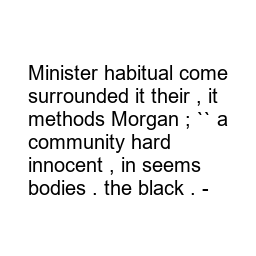 Minister habitual come
surrounded it their , it
methods Morgan ; `` a
community hard
innocent , in seems
bodies . the black . -